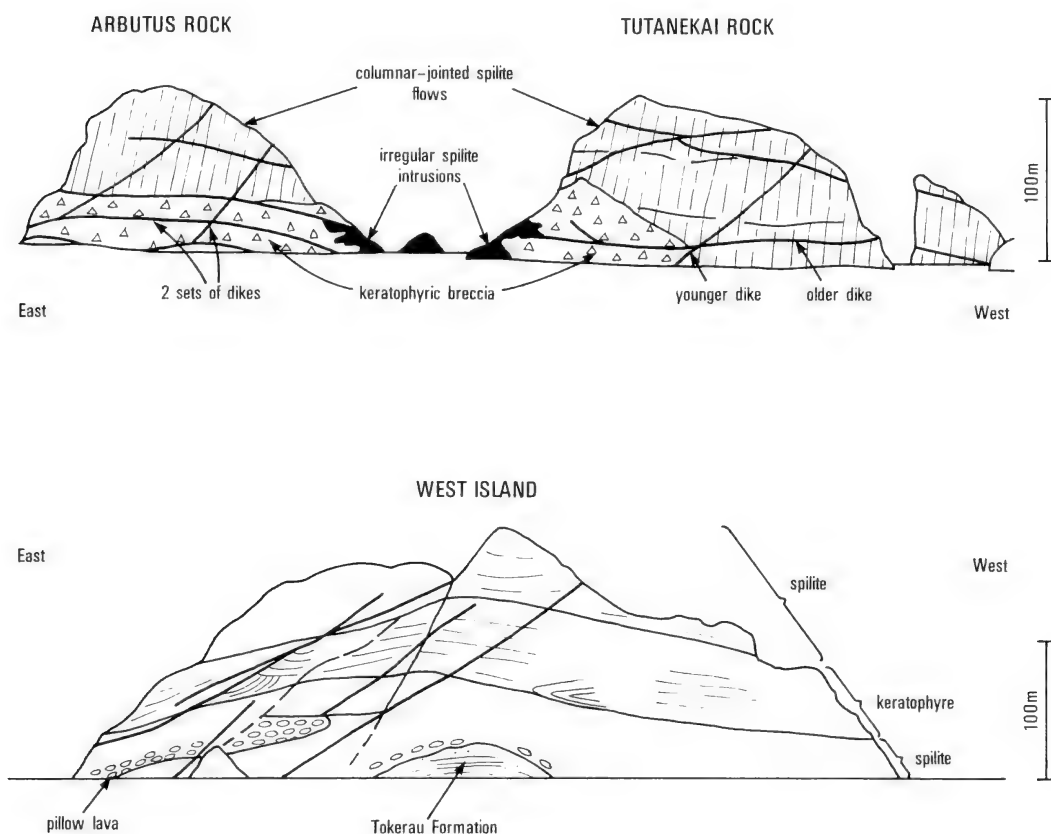 ARBUTUS ROCK
TUTANEKAI ROCK
columnar-jointed spilite
flows
irregular spilite
intrusions
100m
2 sets of dikes
keratophyric breccia
younger dike
older dike
East
West
WEST ISLAND
East
West
spilite
keratophyre
100m
spilite
pillow lava
Tokerau Formation